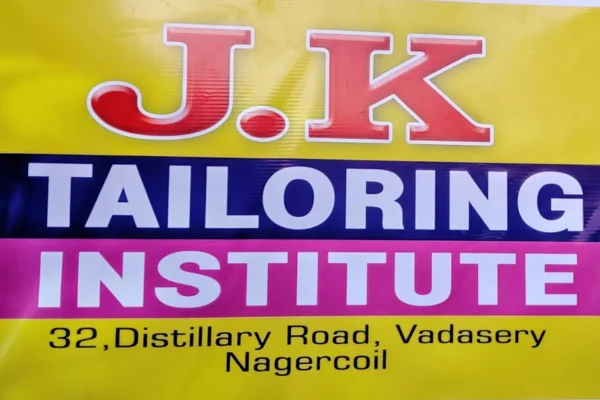 J.K
TAILORING
INSTITUTE
32,Distillary Road, Vadasery
Nagercoil